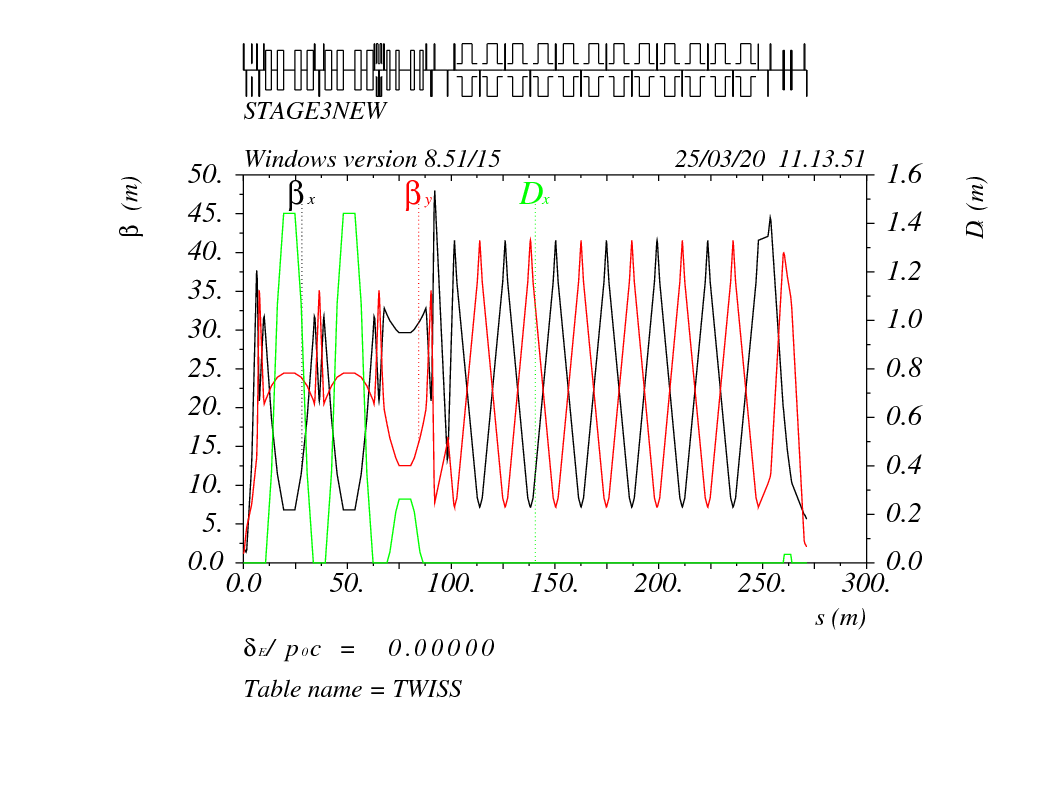 STAGE3NEW
Windows version 8.51/15 25/03/20 11.13.51
β (m)
50.
45.
40.
35.
30.
25.
20.
15.
10.
5.
0.0
βx βy Dx
1.6
1.4
1.2
1.0
0.8
0.6
0.4
0.2
0.0
Dx (m)
0.0 50. 100. 150. 200. 250. 300.
s (m)
δE/ p0c = 0.00000
Table name = TWISS